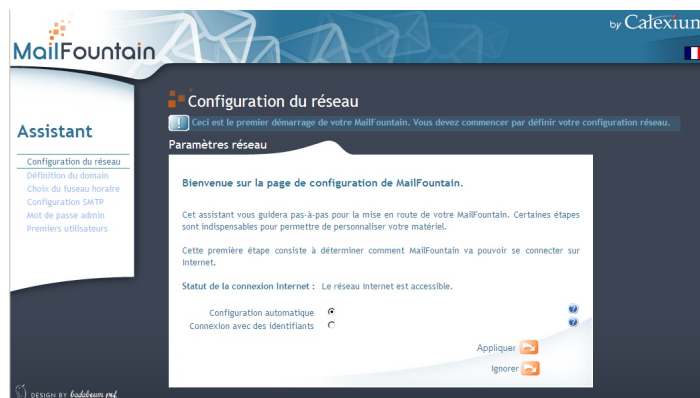 MailFountain
by Calexium
Configuration du réseau
Ceci est le premier démarrage de votre MailFountain. Vous devez commencer par définir votre configuration réseau.
Assistant
Configuration du réseau
Définition du domain
Choix du fuseau horaire
Configuration SMTP
Mot de passe admin
Premiers utilisateurs
Paramètres réseau
Bienvenue sur la page de configuration de MailFountain.
Cet assistant vous guidera pas-à-pas pour la mise en route de votre MailFountain. Certaines étapes
sont indispensables pour permettre de personnaliser votre matériel.
Cette première étape consiste à déterminer comment MailFountain va pouvoir se connecter sur
Internet.
Statut de la connexion Internet : Le réseau Internet est accessible.
Configuration automatique
Connexion avec des identifiants
Appliquer
Ignorer
DESIGN BY badaboum prod